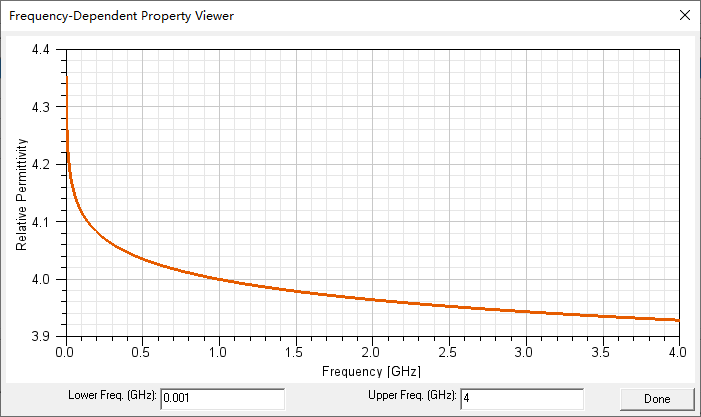 Frequency-Dependent Property Viewer
4.4
4.3
4.2
4.1
4.0
3.9
Relative Permittivity
0.0 0.5 1.0 1.5 2.0 2.5 3.0 3.5 4.0
Frequency [GHz]
Lower Freq. (GHz): 0.001 Upper Freq. (GHz): 4 Done